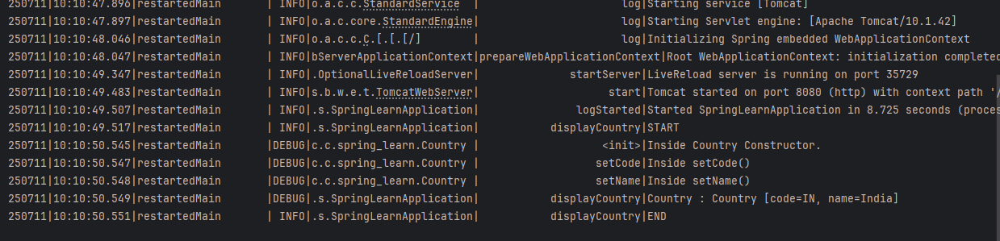 250711|10:10:47.896|restartedMain       | INFO|o.a.c.c.StandardService  |                      log|Starting service [Tomcat]
250711|10:10:47.897|restartedMain       | INFO|o.a.c.core.StandardEngine|                      log|Starting Servlet engine: [Apache Tomcat/10.1.42]
250711|10:10:48.046|restartedMain       | INFO|o.a.c.c.C.[.[.[/]        |                      log|Initializing Spring embedded WebApplicationContext
250711|10:10:48.047|restartedMain       | INFO|bServerApplicationContext|prepareWebApplicationContext|Root WebApplicationContext: initialization completed
250711|10:10:49.347|restartedMain       | INFO|.OptionalLiveReloadServer|              startServer|LiveReload server is running on port 35729
250711|10:10:49.483|restartedMain       | INFO|s.b.w.e.t.TomcatWebServer|                    start|Tomcat started on port 8080 (http) with context path '/
250711|10:10:49.507|restartedMain       | INFO|.s.SpringLearnApplication|               logStarted|Started SpringLearnApplication in 8.725 seconds (proces
250711|10:10:49.517|restartedMain       | INFO|.s.SpringLearnApplication|           displayCountry|START
250711|10:10:50.545|restartedMain       |DEBUG|c.c.spring_learn.Country |                   <init>|Inside Country Constructor.
250711|10:10:50.547|restartedMain       |DEBUG|c.c.spring_learn.Country |                  setCode|Inside setCode()
250711|10:10:50.548|restartedMain       |DEBUG|c.c.spring_learn.Country |                  setName|Inside setName()
250711|10:10:50.549|restartedMain       |DEBUG|.s.SpringLearnApplication|           displayCountry|Country : Country [code=IN, name=India]
250711|10:10:50.551|restartedMain       | INFO|.s.SpringLearnApplication|           displayCountry|END